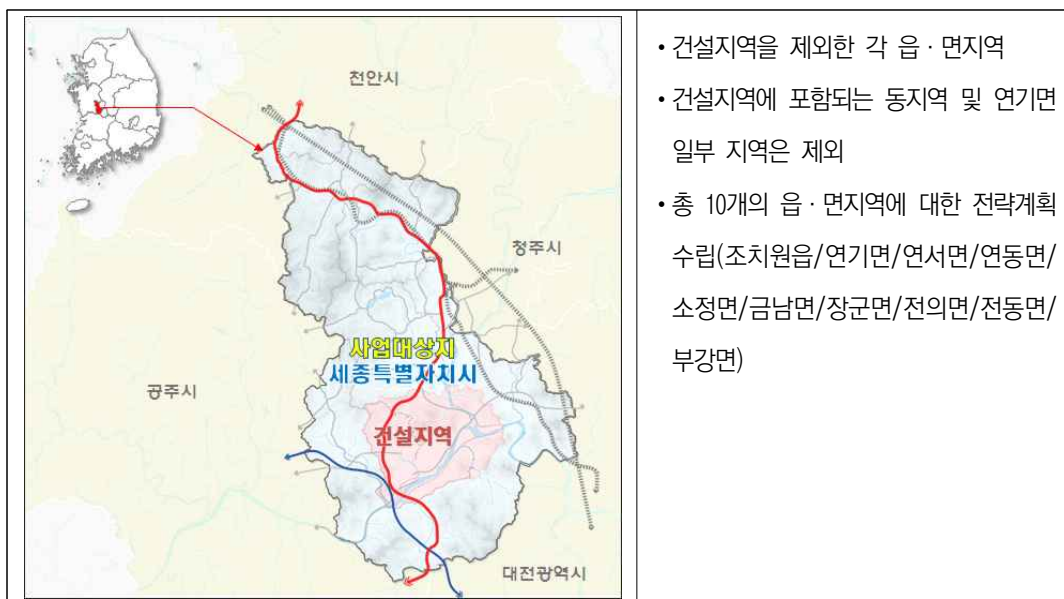 천안시
청주시
사업대상지
세종특별자치시
공주시
건설지역
대전광역시
• 건설지역을 제외한 각 읍 · 면지역
• 건설지역에 포함되는 동지역 및 연기면
일부 지역은 제외
• 총 10개의 읍 · 면지역에 대한 전략계획
수립(조치원읍/연기면/연서면/연동면/
소정면/금남면/장군면/전의면/전동면/
부강면)